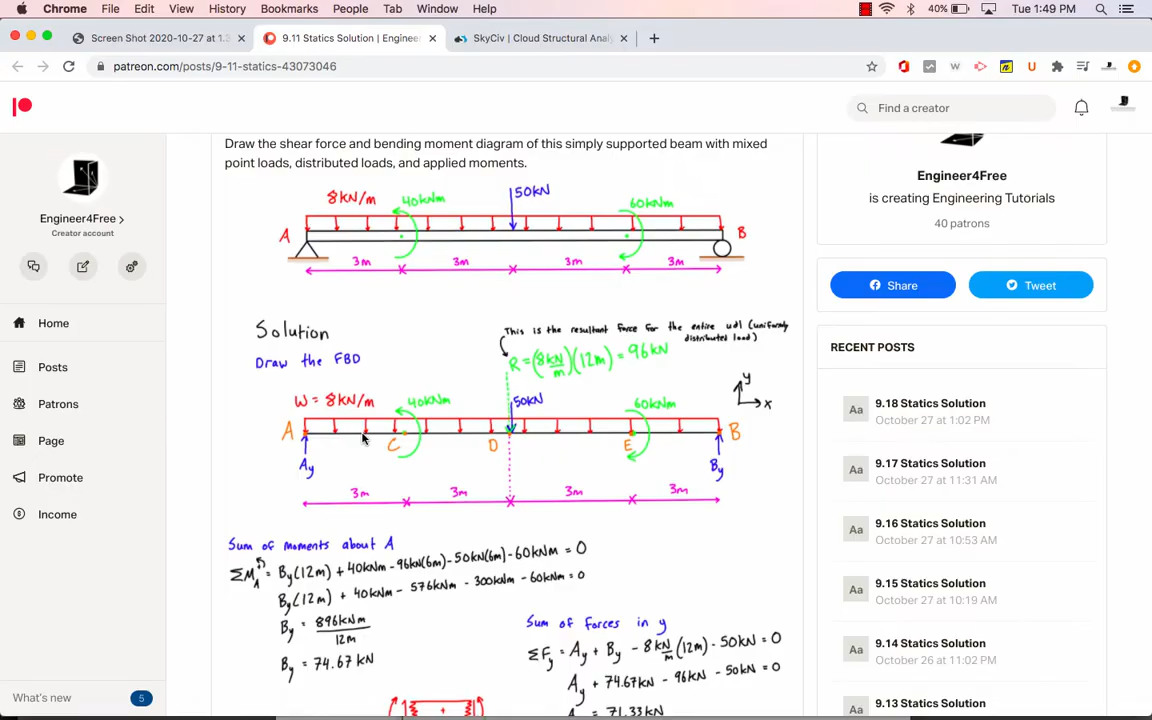 Chrome File Edit View History Bookmarks People Tab Window Help 40% Tue 1:49 PM
Screen Shot 2020-10-27 at 1.3 9.11 Statics Solution | Enginee SkyCiv | Cloud Structural Anal
patreon.com/posts/9-11-statics-43073046
Find a creator
Engineer4Free
Creator account
Home
Posts
Patrons
Page
Promote
Income
What's new 5
Draw the shear force and bending moment diagram of this simply supported beam with mixed
point loads, distributed loads, and applied moments.
8kN/m 40kNm 50kN 60kNm
A B
3m 3m 3m 3m
Solution
Draw the FBD
This is the resultant force for the entire udl (uniformly
distributed load)
R = (8kN/m)(12m) = 96kN
W = 8kN/m 40kNm 50kN 60kNm
y
x
A C D E B
Ay By
3m 3m 3m 3m
Sum of moments about A
ΣM_A = By(12m) + 40kNm - 96kN(6m) - 50kN(6m) - 60kNm = 0
By(12m) + 40kNm - 576kNm - 300kNm - 60kNm = 0
By = 896kNm / 12m
By = 74.67kN
Sum of forces in y
ΣFy = Ay + By - 8kN/m(12m) - 50kN = 0
Ay + 74.67kN - 96kN - 50kN = 0
= 71.33kN
Engineer4Free
is creating Engineering Tutorials
40 patrons
Share Tweet
RECENT POSTS
Aa 9.18 Statics Solution
October 27 at 1:02 PM
Aa 9.17 Statics Solution
October 27 at 11:31 AM
Aa 9.16 Statics Solution
October 27 at 10:53 AM
Aa 9.15 Statics Solution
October 27 at 10:19 AM
Aa 9.14 Statics Solution
October 26 at 11:02 PM
9.13 Statics Solution